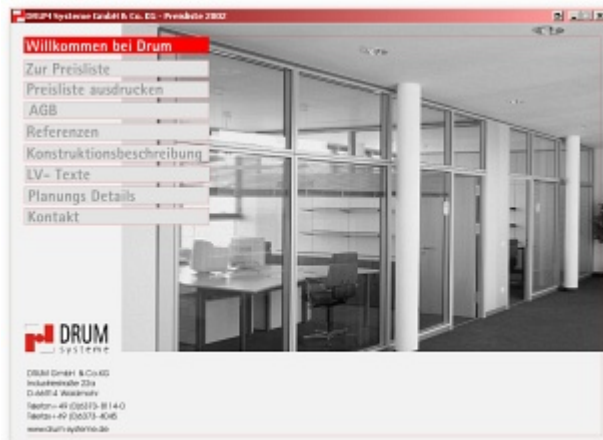 DRUM Systeme GmbH & Co. KG - Preisliste 2002
Willkommen bei Drum
Zur Preisliste
Preisliste ausdrucken
AGB
Referenzen
Konstruktionsbeschreibung
LV- Texte
Planungs Details
Kontakt
DRUM
systeme
DRUM GmbH & Co.KG
Industriestraße 22a
D-66914 Waldmohr
Telefon+49 (0)6373-8114-0
Telefax+49 (0)6373-4045
www.drum-systeme.de